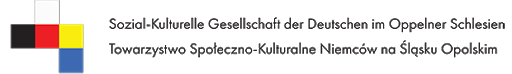 Sozial-Kulturelle Gesellschaft der Deutschen im Oppelner Schlesien
Towarzystwo Społeczno-Kulturalne Niemców na Śląsku Opolskim